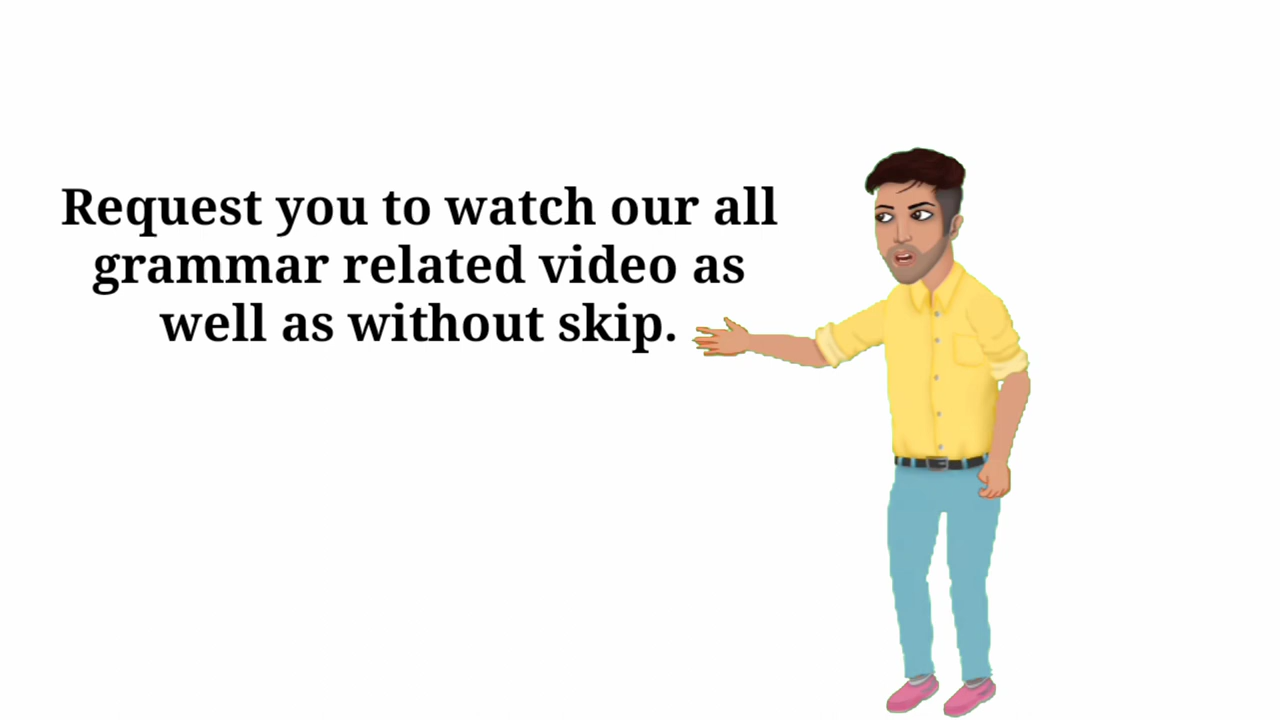 Request you to watch our all
grammar related video as
well as without skip.